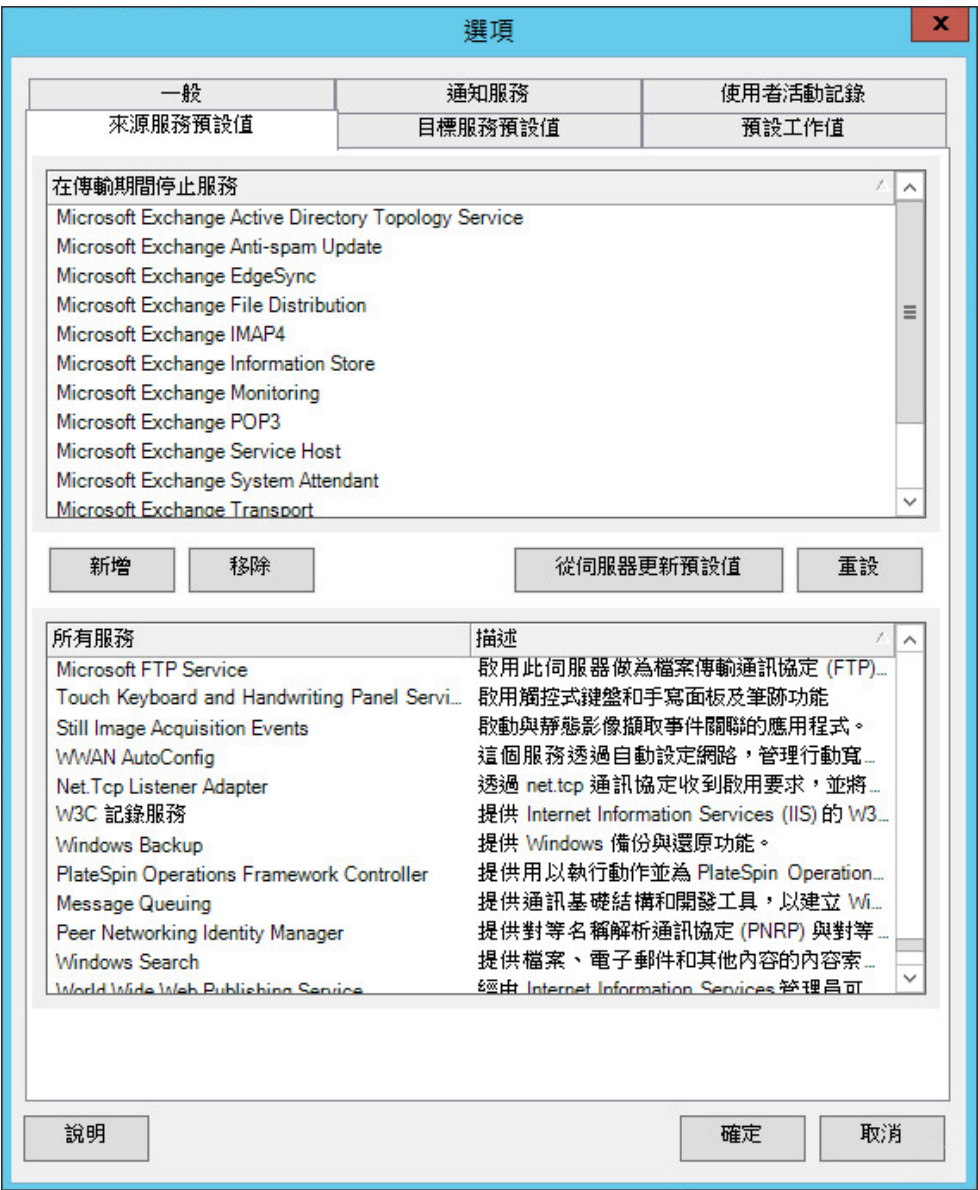 選項
x
一般 通知服務 使用者活動記錄
來源服務預設值 目標服務預設值 預設工作值
在傳輸期間停止服務
Microsoft Exchange Active Directory Topology Service
Microsoft Exchange Anti-spam Update
Microsoft Exchange EdgeSync
Microsoft Exchange File Distribution
Microsoft Exchange IMAP4
Microsoft Exchange Information Store
Microsoft Exchange Monitoring
Microsoft Exchange POP3
Microsoft Exchange Service Host
Microsoft Exchange System Attendant
Microsoft Exchange Transport
新增 移除 從伺服器更新預設值 重設
所有服務 描述
Microsoft FTP Service 啟用此伺服器做為檔案傳輸通訊協定 (FTP)...
Touch Keyboard and Handwriting Panel Servi... 啟用觸控式鍵盤和手寫面板及筆跡功能
Still Image Acquisition Events 啟動與靜態影像擷取事件關聯的應用程式。
WWAN AutoConfig 這個服務透過自動設定網路，管理行動寬...
Net.Tcp Listener Adapter 透過 net.tcp 通訊協定收到啟用要求，並將...
W3C 記錄服務 提供 Internet Information Services (IIS) 的 W3...
Windows Backup 提供 Windows 備份與還原功能。
PlateSpin Operations Framework Controller 提供用以執行動作並為 PlateSpin Operation...
Message Queuing 提供通訊基礎結構和開發工具，以建立 Wi...
Peer Networking Identity Manager 提供對等名稱解析通訊協定 (PNRP) 與對等 ...
Windows Search 提供檔案、電子郵件和其他內容的內容索...
World Wide Web Publishing Service 經由 Internet Information Services 管理員可
說明 確定 取消